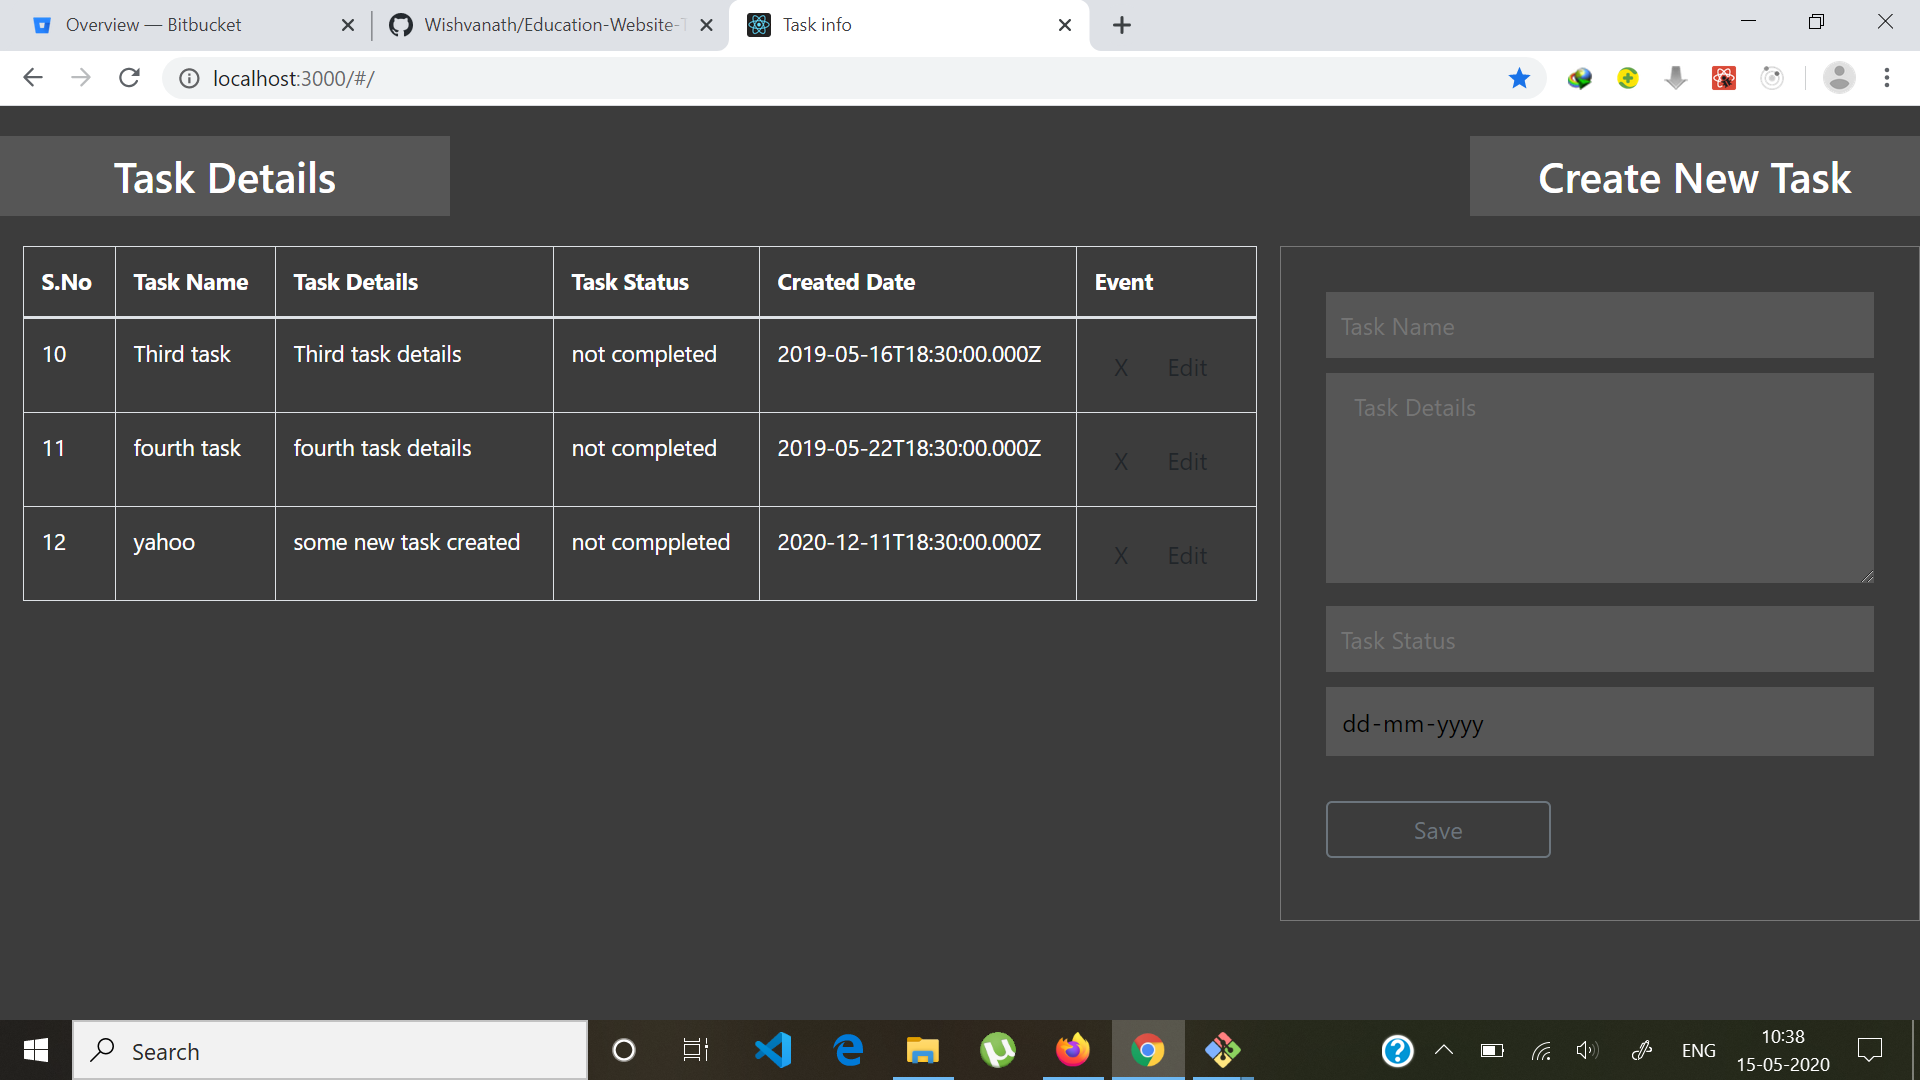 Overview — Bitbucket
Wishvanath/Education-Website-
Task info
localhost:3000/#/
Task Details
Create New Task
S.No Task Name Task Details Task Status Created Date Event
10 Third task Third task details not completed 2019-05-16T18:30:00.000Z X Edit
11 fourth task fourth task details not completed 2019-05-22T18:30:00.000Z X Edit
12 yahoo some new task created not comppleted 2020-12-11T18:30:00.000Z X Edit
Task Name
Task Details
Task Status
dd-mm-yyyy
Save
Search
ENG
10:38
15-05-2020